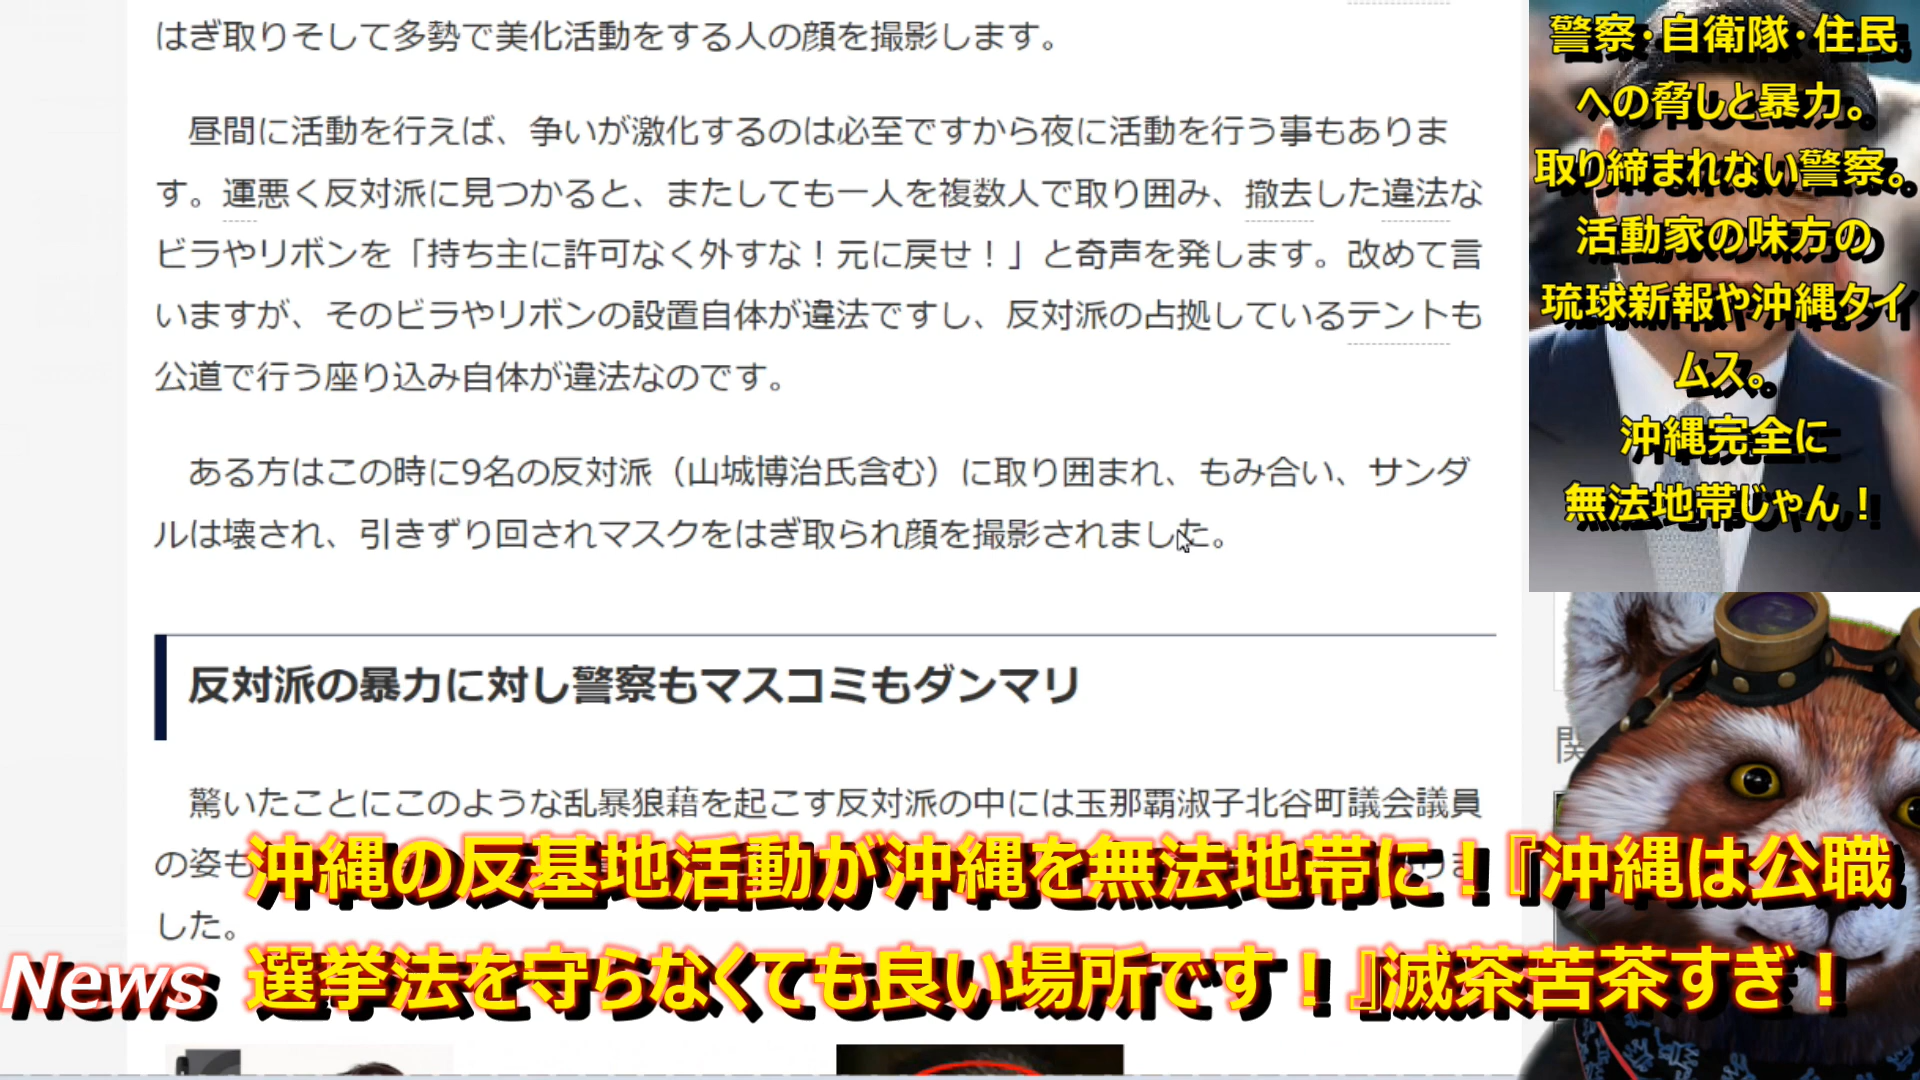 はぎ取りそして多勢で美化活動をする人の顔を撮影します。
昼間に活動を行えば、争いが激化するのは必至ですから夜に活動を行う事もありま
す。運悪く反対派に見つかると、またしても一人を複数人で取り囲み、撤去した違法な
ビラやリボンを「持ち主に許可なく外すな！元に戻せ！」と奇声を発します。改めて言
いますが、そのビラやリボンの設置自体が違法ですし、反対派の占拠しているテントも
公道で行う座り込み自体が違法なのです。
ある方はこの時に9名の反対派（山城博治氏含む）に取り囲まれ、もみ合い、サンダ
ルは壊され、引きずり回されマスクをはぎ取られ顔を撮影されました。
反対派の暴力に対し警察もマスコミもダンマリ
驚いたことにこのような乱暴狼藉を起こす反対派の中には玉那覇淑子北谷町議会議員
の姿も
した。
警察・自衛隊・住民
への脅しと暴力。
取り締まれない警察。
活動家の味方の
琉球新報や沖縄タイ
ムス。
沖縄完全に
無法地帯じゃん！
関
沖縄の反基地活動が沖縄を無法地帯に！『沖縄は公職
選挙法を守らなくても良い場所です！』滅茶苦茶すぎ！
News